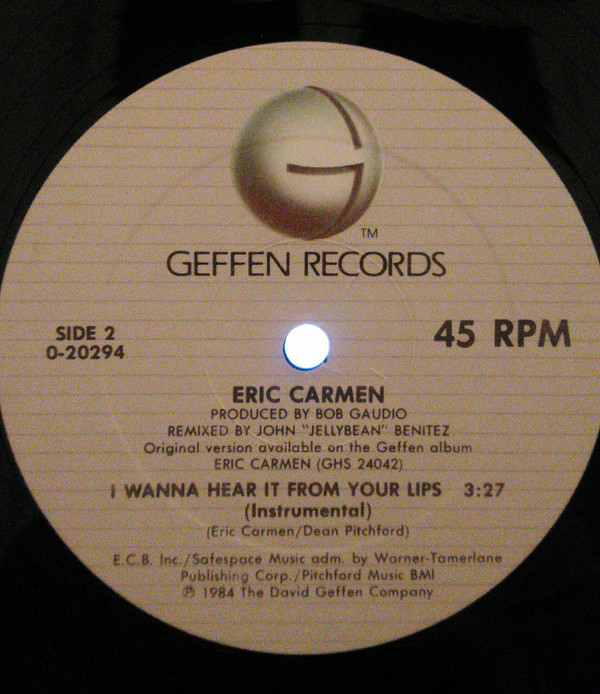 TM
GEFFEN RECORDS
SIDE 2
0-20294
45 RPM
ERIC CARMEN
PRODUCED BY BOB GAUDIO
REMIXED BY JOHN "JELLYBEAN" BENITEZ
Original version available on the Geffen album
ERIC CARMEN (GHS 24042)
I WANNA HEAR IT FROM YOUR LIPS 3:27
(Instrumental)
(Eric Carmen/Dean Pitchford)
E.C.B. Inc./Safespace Music adm. by Warner-Tamerlane
Publishing Corp./Pitchford Music BMI
℗ 1984 The David Geffen Company